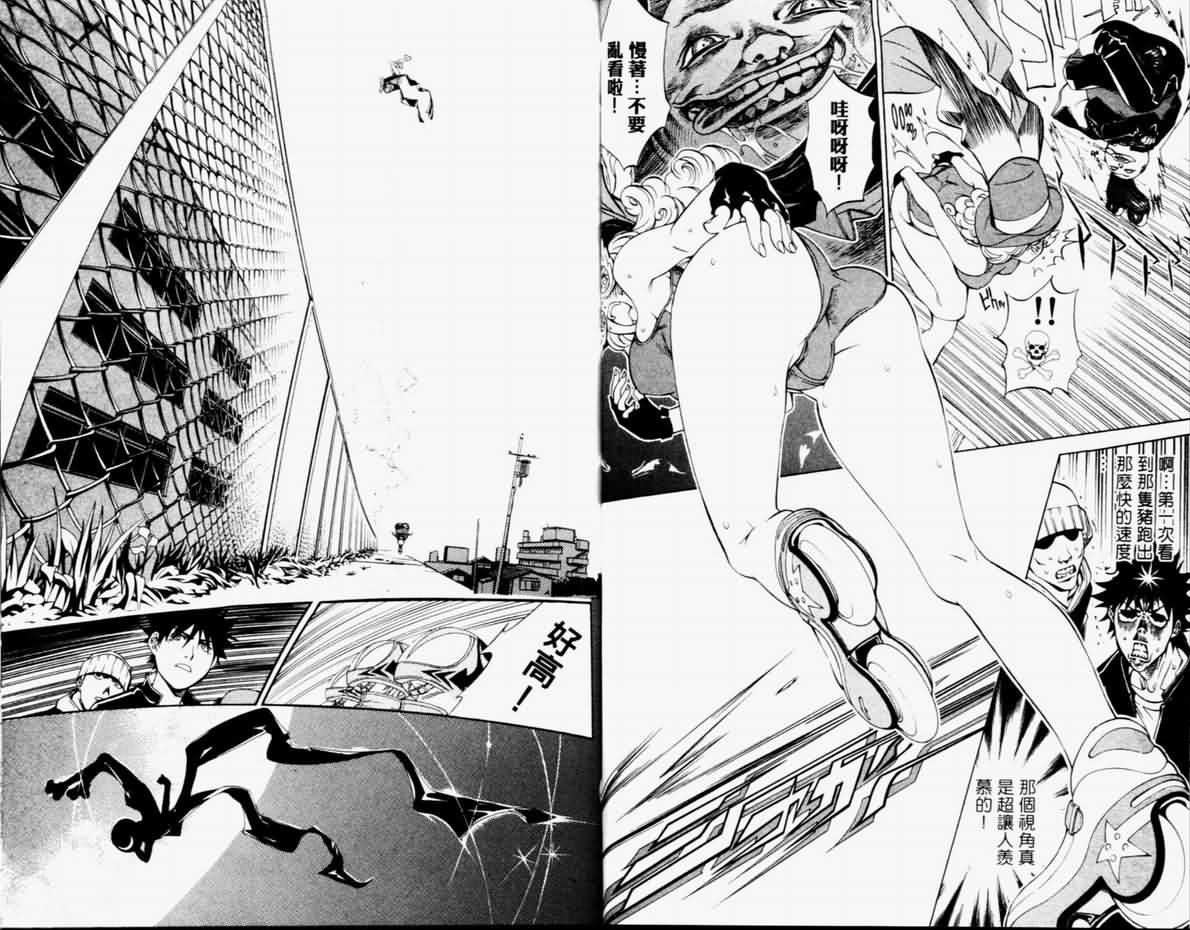 !!
哇呀呀呀!
慢著…不要
亂看啦!
啊…第一次看
到那隻豬跑出
那麼快的速度
…
那個視角真
是超讓人羨
慕的!
好高!